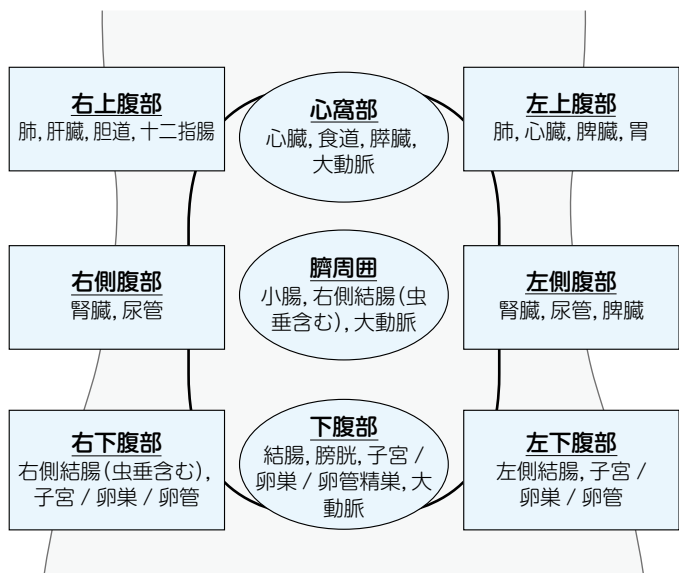 右上腹部
肺, 肝臓, 胆道, 十二指腸
心窩部
心臓, 食道, 膵臓,
大動脈
左上腹部
肺, 心臓, 脾臓, 胃
右側腹部
腎臓, 尿管
臍周囲
小腸, 右側結腸(虫
垂含む), 大動脈
左側腹部
腎臓, 尿管, 脾臓
右下腹部
右側結腸(虫垂含む),
子宮 / 卵巣 / 卵管
下腹部
結腸, 膀胱, 子宮 /
卵巣 / 卵管精巣, 大
動脈
左下腹部
左側結腸, 子宮 /
卵巣 / 卵管